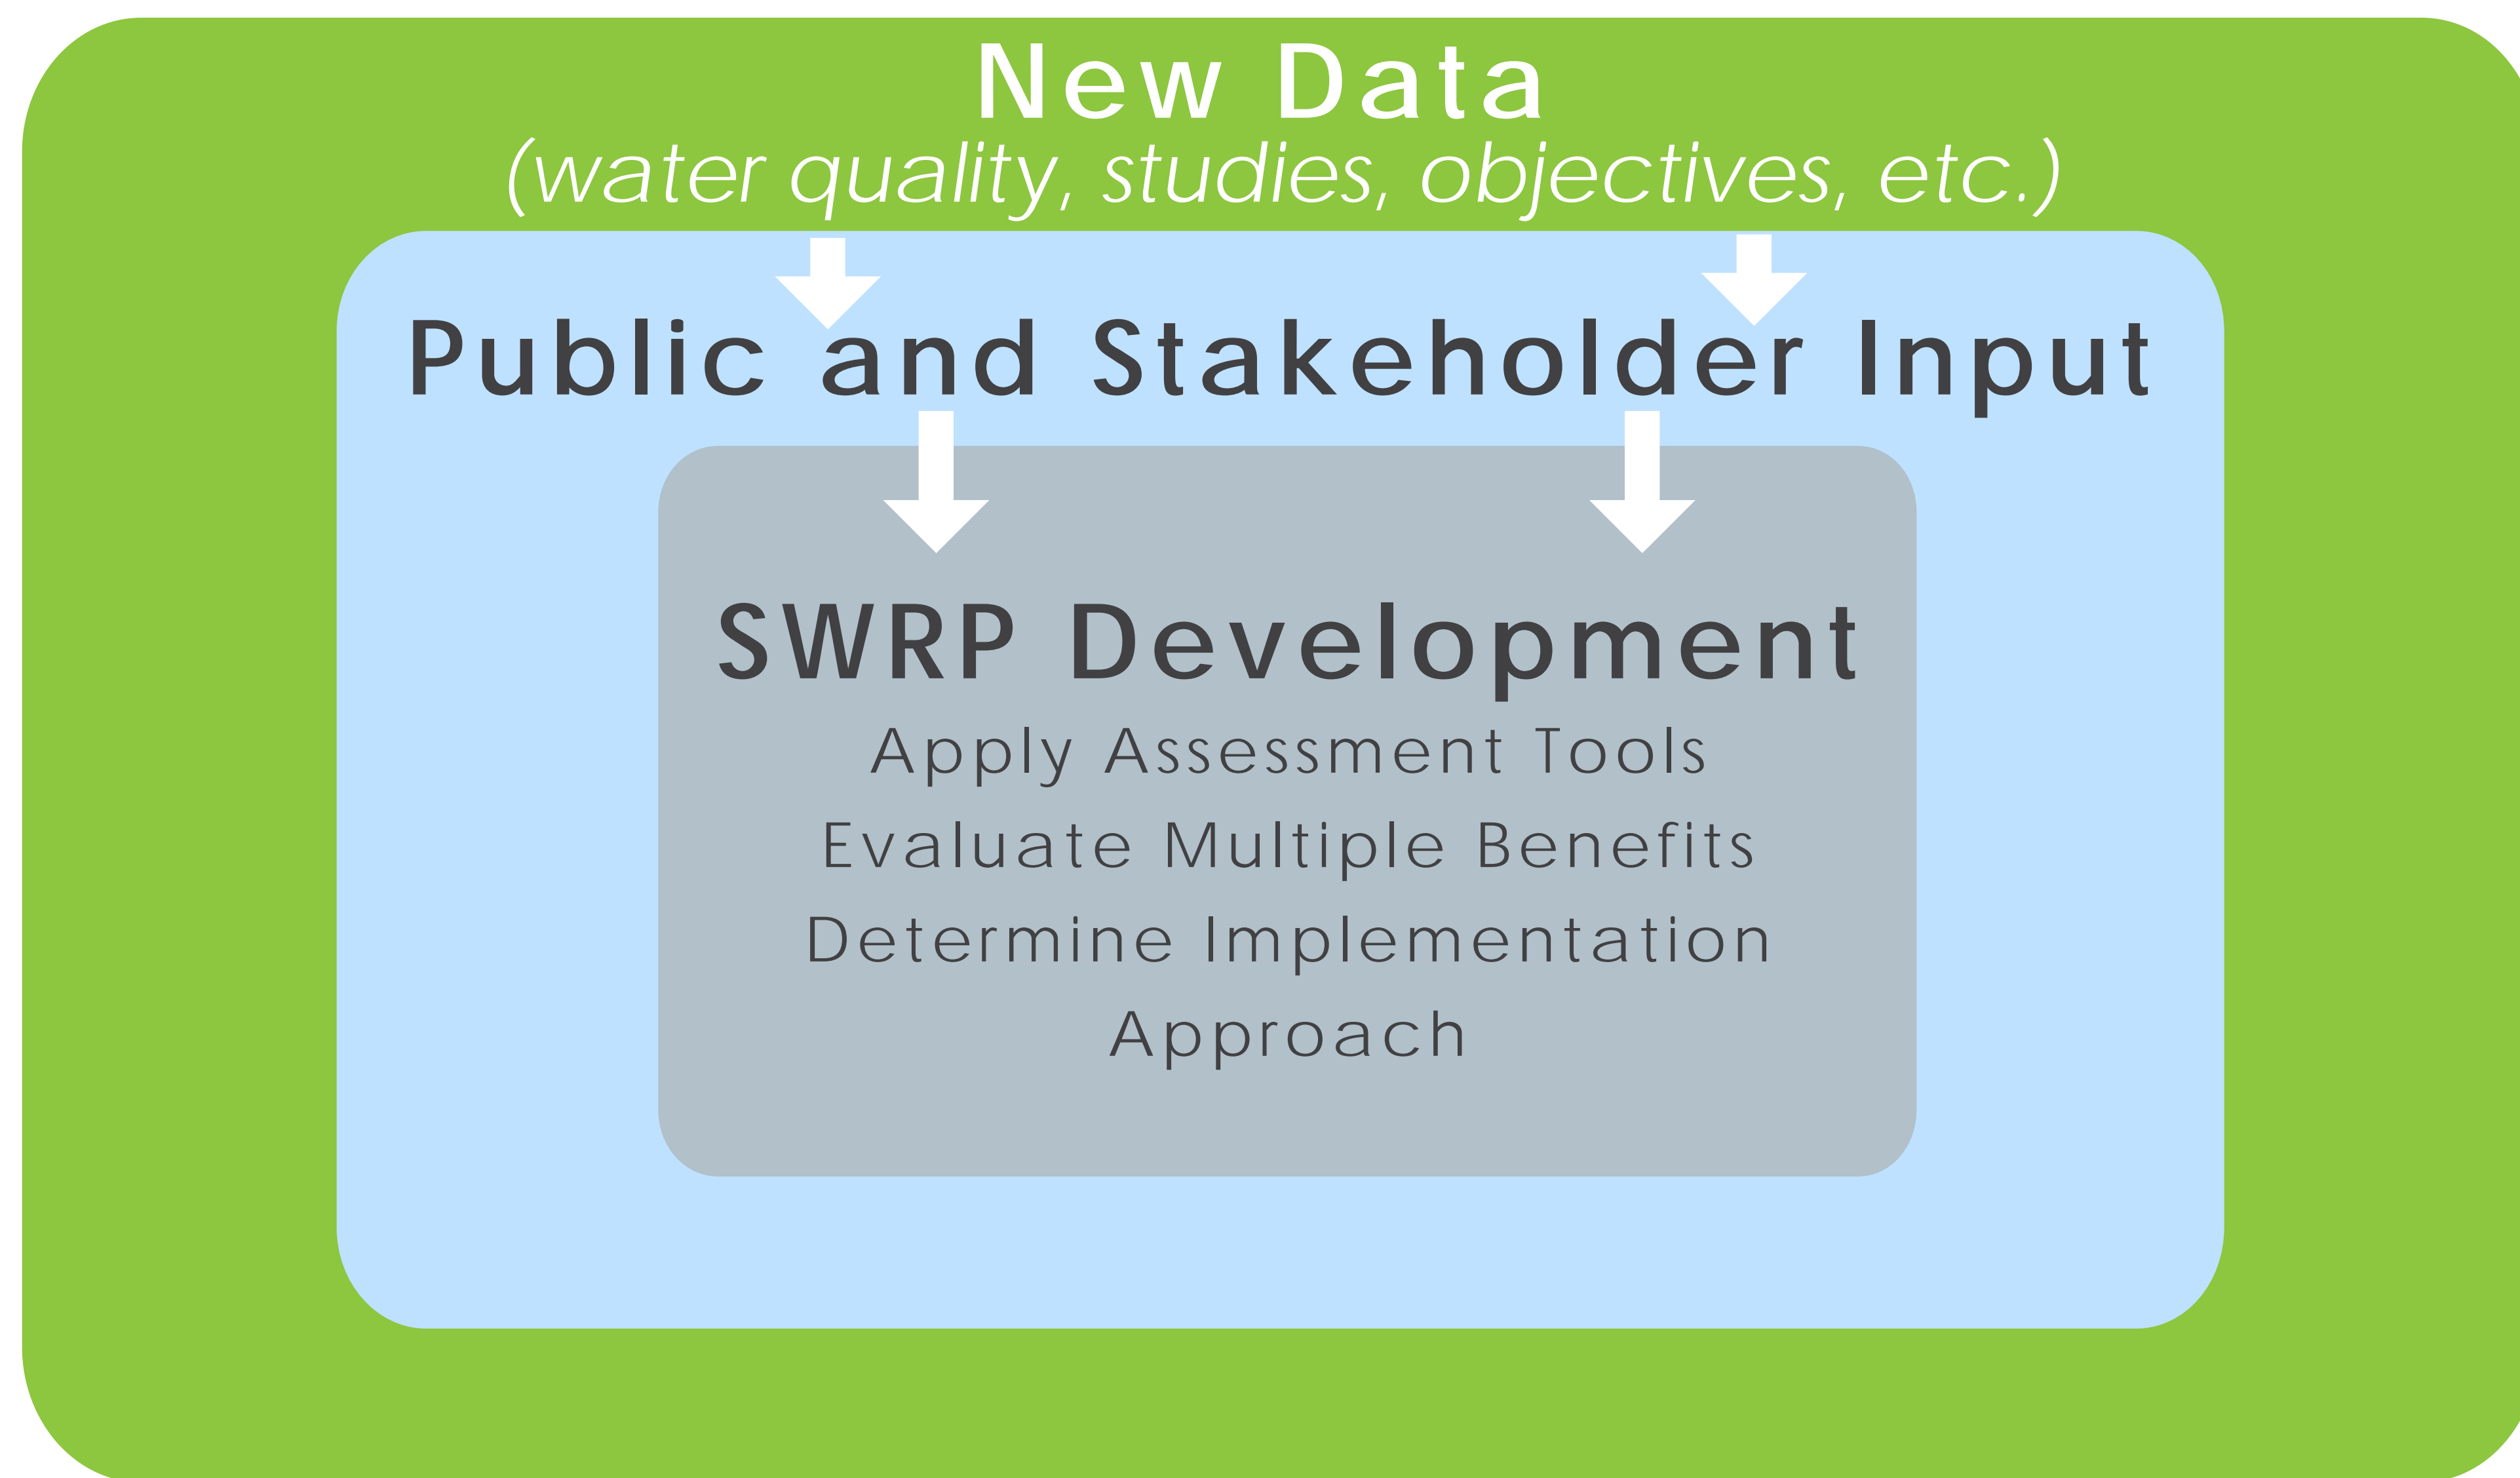 New Data
(water quality, studies, objectives, etc.)
Public and Stakeholder Input
SWRP Development
Apply Assessment Tools
Evaluate Multiple Benefits
Determine Implementation
Approach